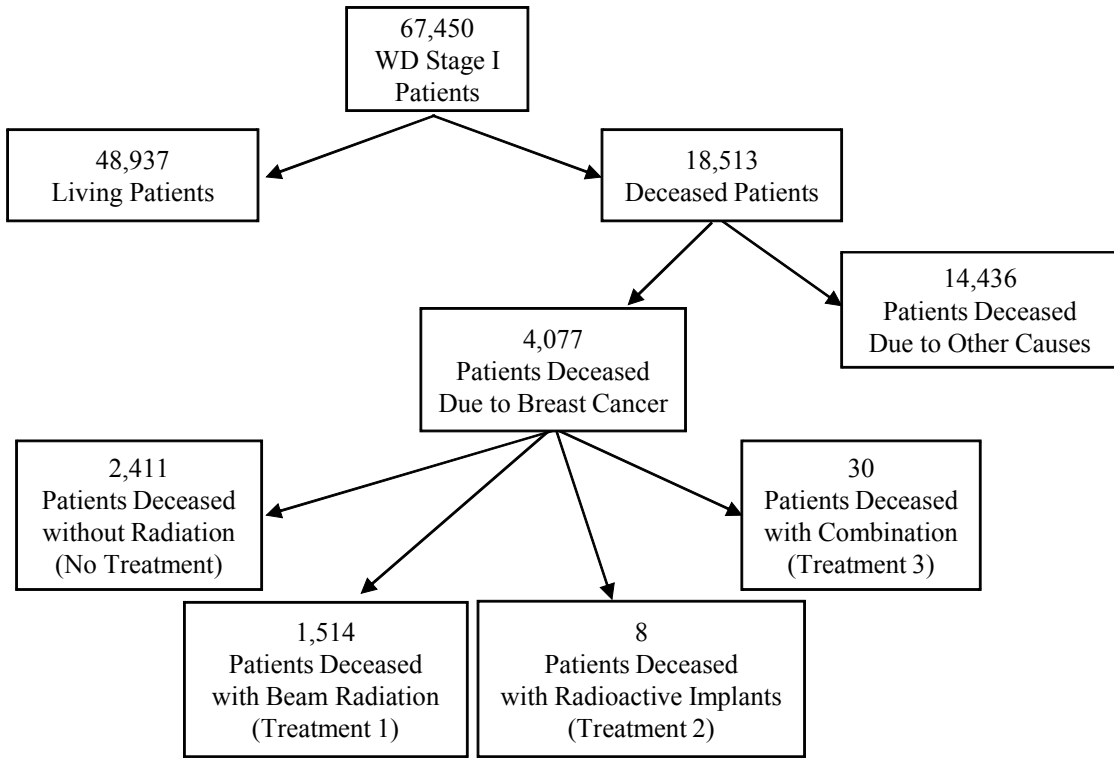 67,450
WD Stage I
Patients
48,937
Living Patients
18,513
Deceased Patients
14,436
Patients Deceased
Due to Other Causes
4,077
Patients Deceased
Due to Breast Cancer
2,411
Patients Deceased
without Radiation
(No Treatment)
30
Patients Deceased
with Combination
(Treatment 3)
1,514
Patients Deceased
with Beam Radiation
(Treatment 1)
8
Patients Deceased
with Radioactive Implants
(Treatment 2)